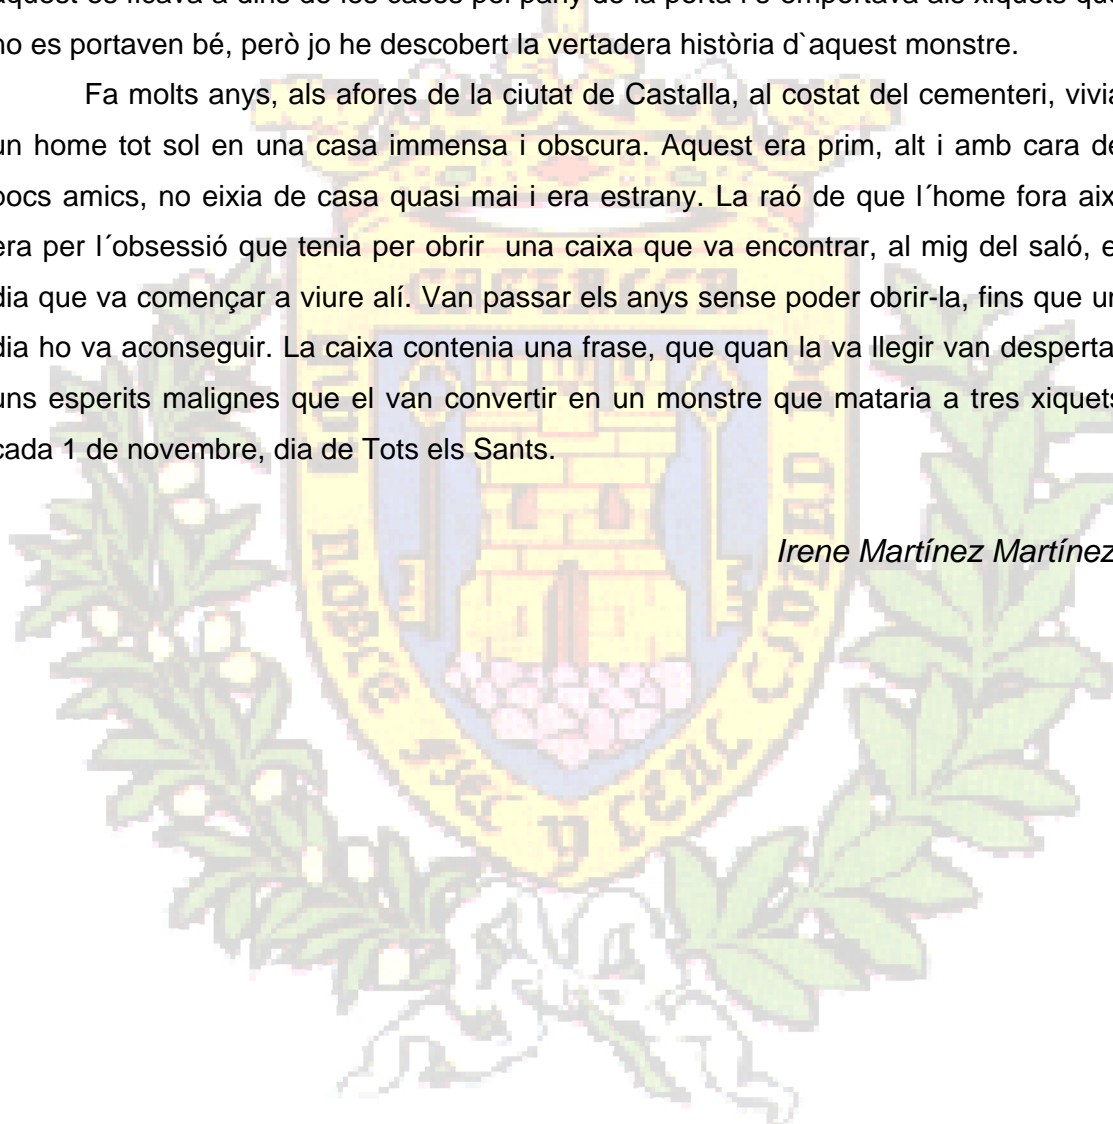 aquest es ficava a dins de les cases pel pany de la porta i s´emportava als xiquets que
no es portaven bé, però jo he descobert la vertadera història d`aquest monstre.
Fa molts anys, als afores de la ciutat de Castalla, al costat del cementeri, vivia
un home tot sol en una casa immensa i obscura. Aquest era prim, alt i amb cara de
pocs amics, no eixia de casa quasi mai i era estrany. La raó de que l´home fora aix
era per l´obsessió que tenia per obrir una caixa que va encontrar, al mig del saló, e
dia que va començar a viure alí. Van passar els anys sense poder obrir-la, fins que un
dia ho va aconseguir. La caixa contenia una frase, que quan la va llegir van desperta
uns esperits malignes que el van convertir en un monstre que mataria a tres xiquets
cada 1 de novembre, dia de Tots els Sants.
Irene Martínez Martínez